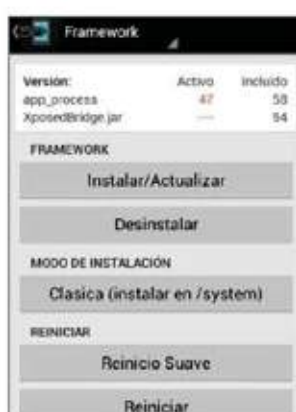 Framework
Versión: Activo Incluido
app_process 47 58
XposedBridge.jar --- 54
FRAMEWORK
Instalar/Actualizar
Desinstalar
MODO DE INSTALACIÓN
Clasica (instalar en /system)
REINICIAR
Reinicio Suave
Reiniciar